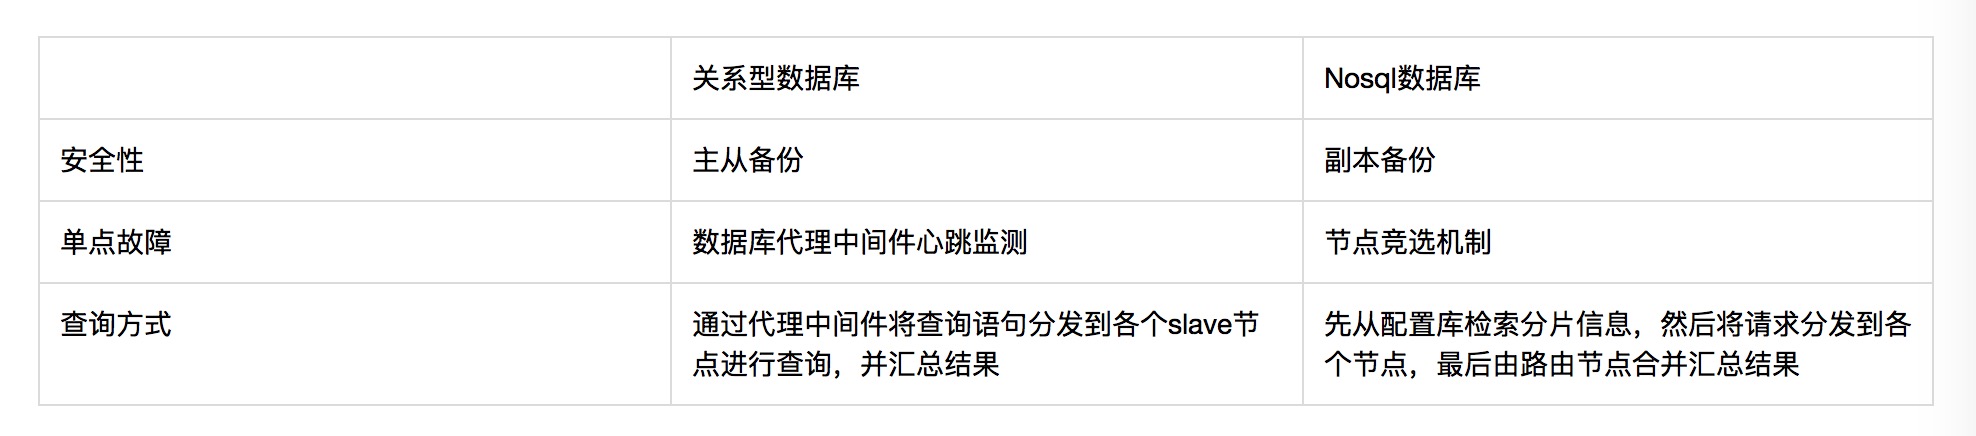 关系型数据库
Nosql数据库
安全性
主从备份
副本备份
单点故障
数据库代理中间件心跳监测
节点竞选机制
查询方式
通过代理中间件将查询语句分发到各个slave节
点进行查询，并汇总结果
先从配置库检索分片信息，然后将请求分发到各
个节点，最后由路由节点合并汇总结果